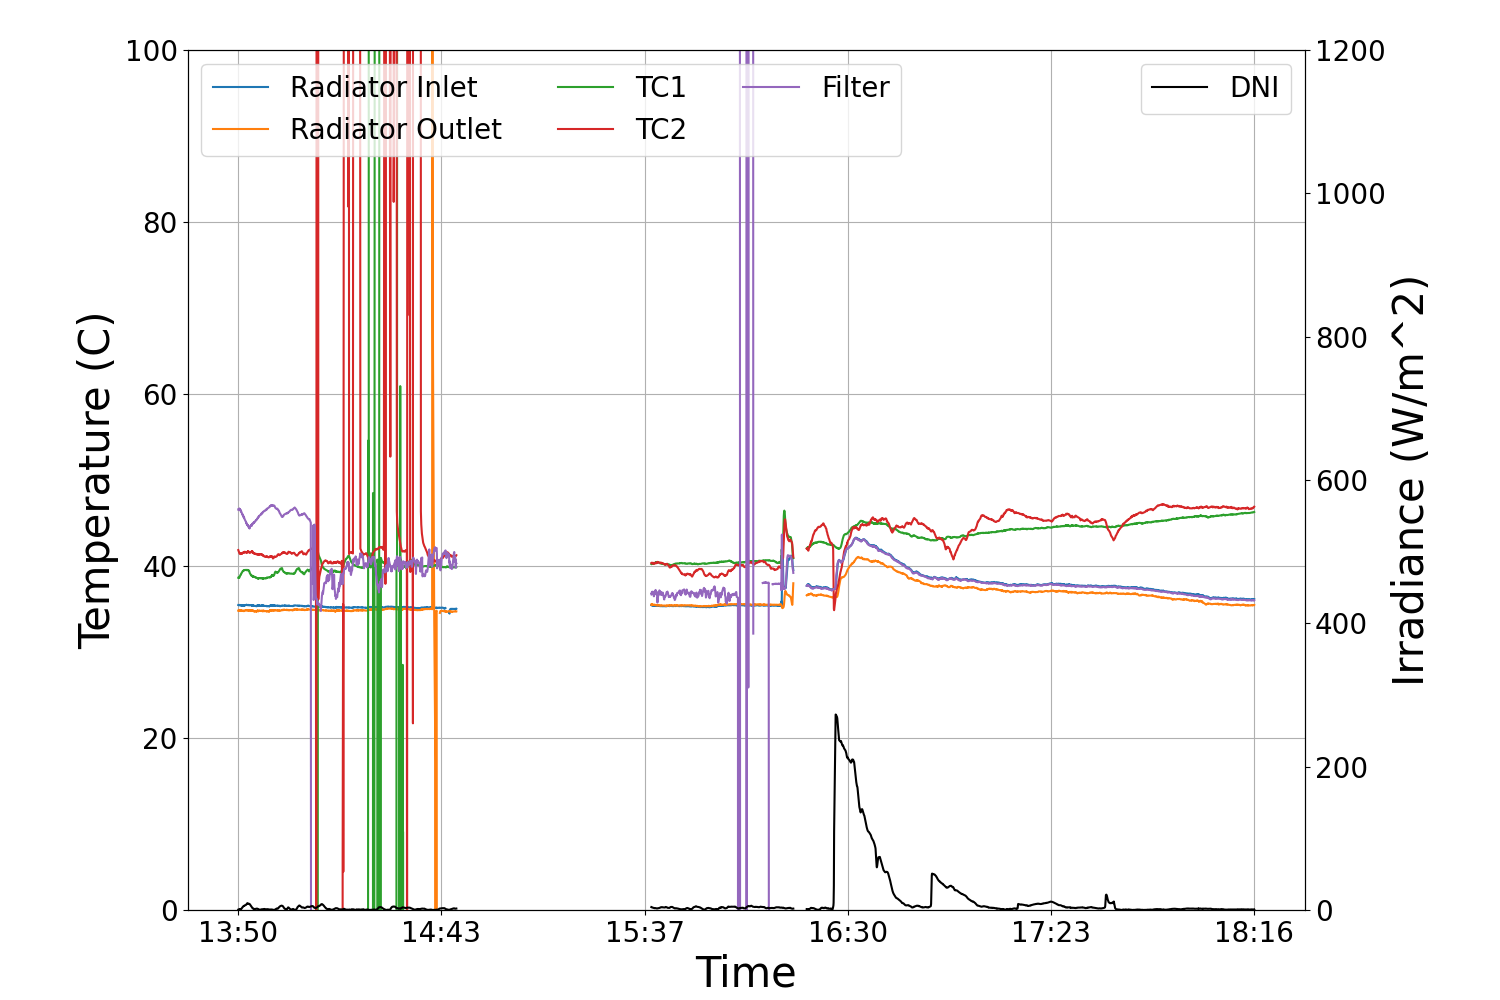 100
80
60
40
20
0
Temperature (C)
Radiator Inlet
Radiator Outlet
TC1
TC2
Filter
DNI
1200
1000
800
600
400
200
0
Irradiance (W/m^2)
13:50
14:43
15:37
16:30
17:23
18:16
Time